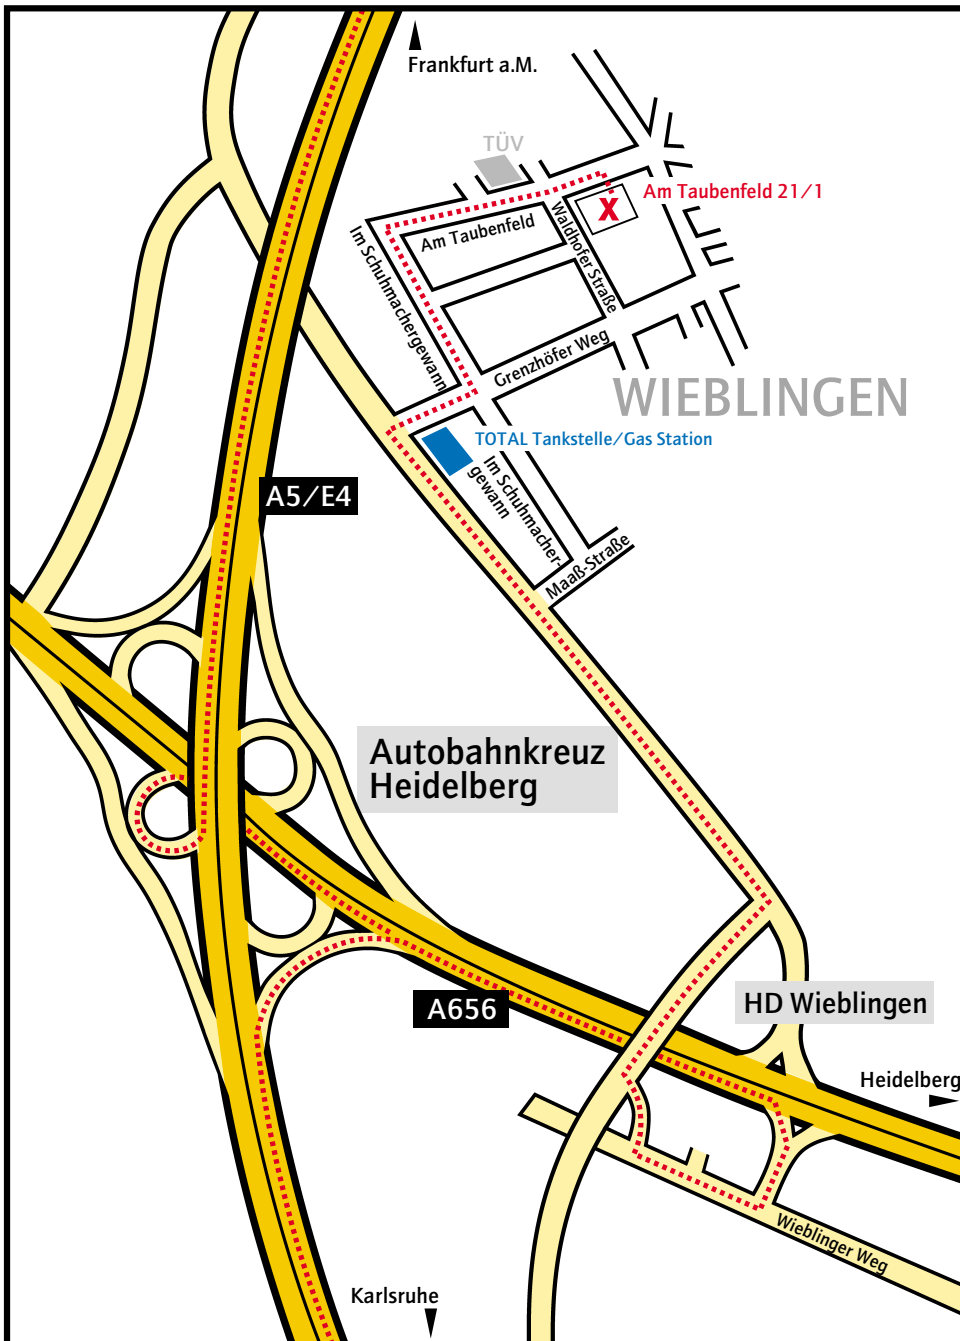 Frankfurt a.M.
TÜV
Am Taubenfeld 21/1
Am Taubenfeld
Waldhofer Straße
Im Schuhmachergewann
Grenzhöfer Weg
WIEBLINGEN
TOTAL Tankstelle/Gas Station
Im Schuhmacher-
gewann
A5/E4
Maaß-Straße
Autobahnkreuz
Heidelberg
A656
HD Wieblingen
Heidelberg
Wieblinger Weg
Karlsruhe